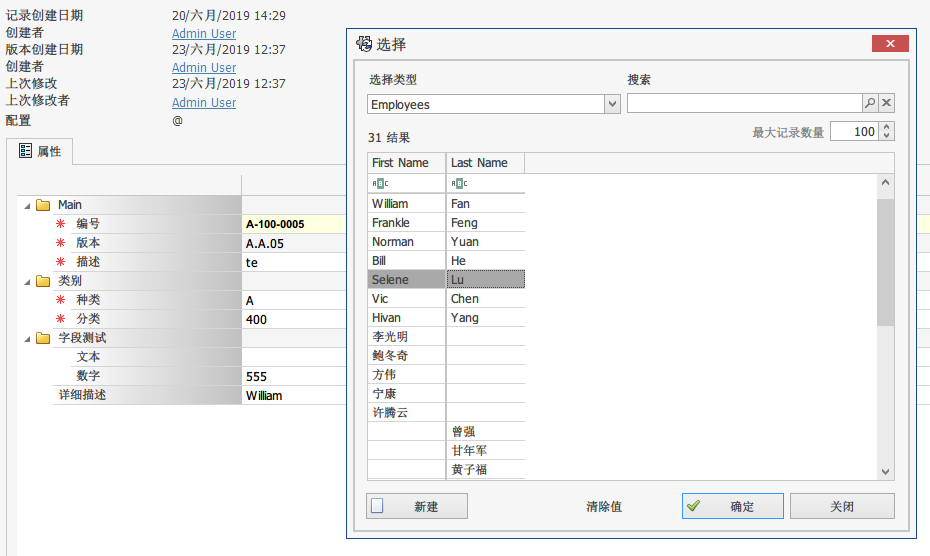 记录创建日期 20/六月/2019 14:29
创建者 Admin User
版本创建日期 23/六月/2019 12:37
创建者 Admin User
上次修改 23/六月/2019 12:37
上次修改者 Admin User
配置 @
属性
Main
编号 A-100-0005
版本 A.A.05
描述 te
类别
种类 A
分类 400
字段测试
文本
数字 555
详细描述 William
选择
选择类型 搜索
Employees
31 结果 最大记录数量 100
First Name Last Name
ABC ABC
William Fan
Frankle Feng
Norman Yuan
Bill He
Selene Lu
Vic Chen
Hivan Yang
李光明
鲍冬奇
方伟
宁康
许腾云
曾强
甘年军
黄子福
新建 清除值 确定 关闭